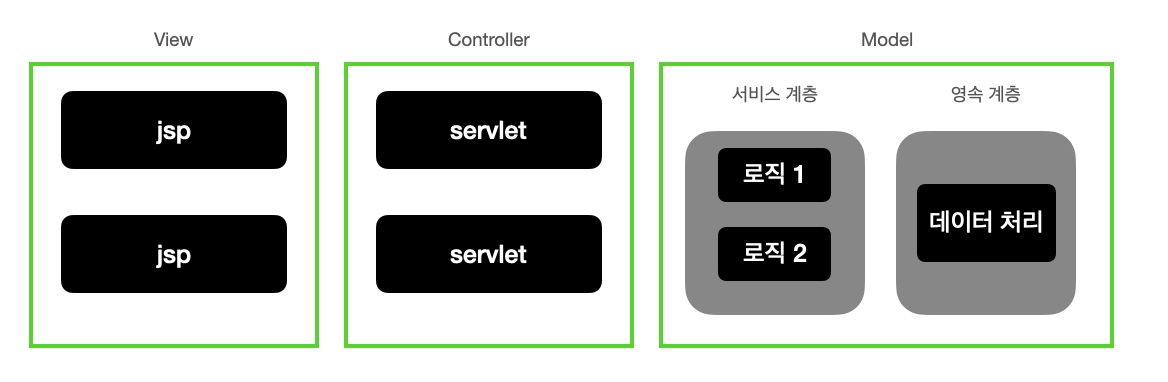 View
Controller
Model
jsp
jsp
servlet
servlet
서비스 계층
로직 1
로직 2
영속 계층
데이터 처리